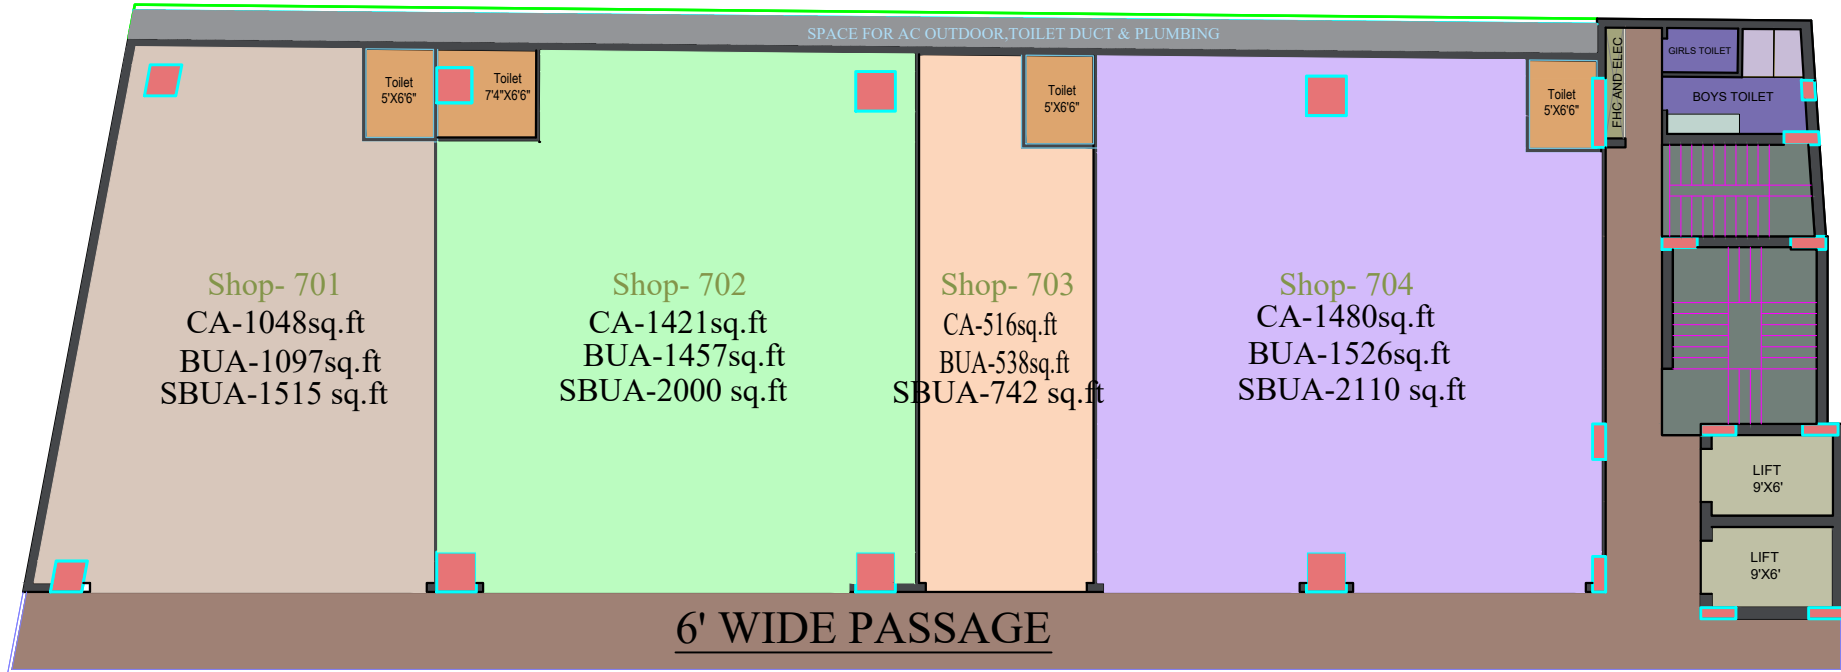 SPACE FOR AC OUTDOOR,TOILET DUCT & PLUMBING
Toilet
5'X6'6"
Toilet
7'4"X6'6"
Toilet
5'X6'6"
Toilet
5'X6'6"
FHC AND ELEC
GIRLS TOILET
BOYS TOILET
Shop- 701
CA-1048sq.ft
BUA-1097sq.ft
SBUA-1515 sq.ft
Shop- 702
CA-1421sq.ft
BUA-1457sq.ft
SBUA-2000 sq.ft
Shop- 703
CA-516sq.ft
BUA-538sq.ft
SBUA-742 sq.ft
Shop- 704
CA-1480sq.ft
BUA-1526sq.ft
SBUA-2110 sq.ft
LIFT
9'X6'
LIFT
9'X6'
6' WIDE PASSAGE